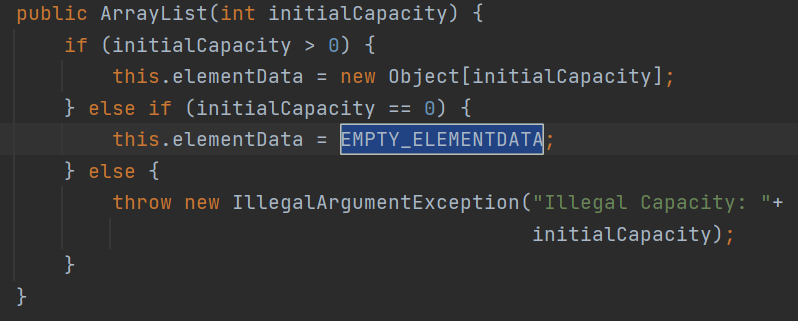 public ArrayList(int initialCapacity) {
    if (initialCapacity > 0) {
        this.elementData = new Object[initialCapacity];
    } else if (initialCapacity == 0) {
        this.elementData = EMPTY_ELEMENTDATA;
    } else {
        throw new IllegalArgumentException("Illegal Capacity: "+
                                           initialCapacity);
    }
}